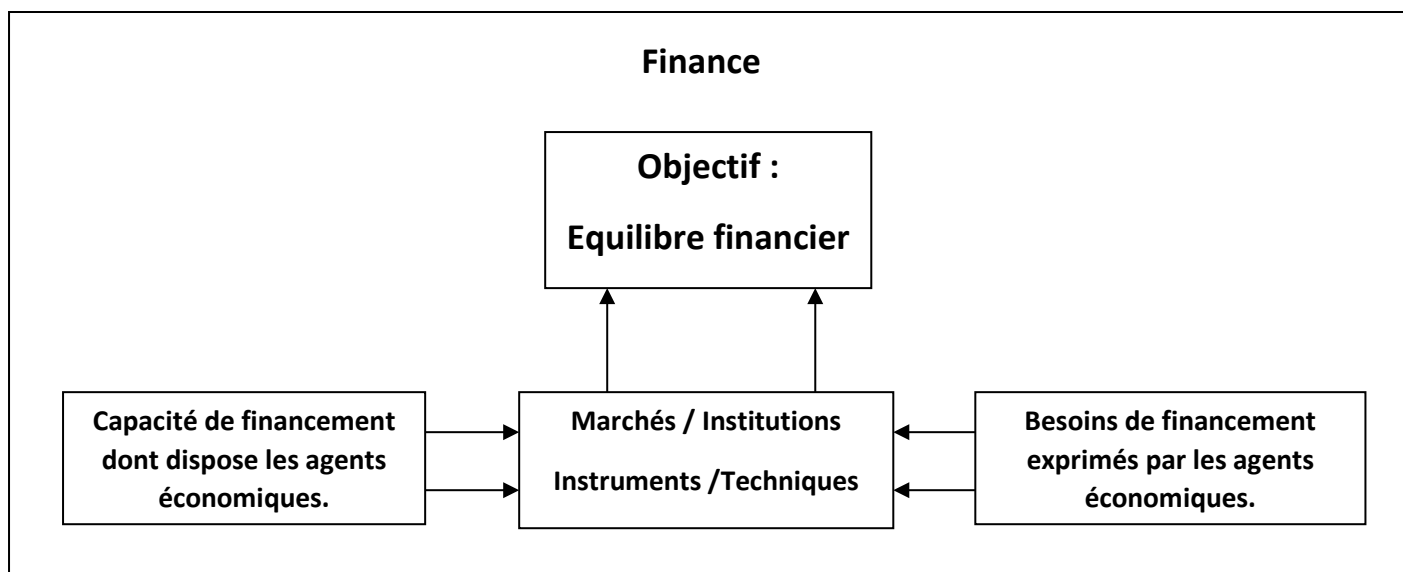 Finance
Objectif :
Equilibre financier
Capacité de financement
dont dispose les agents
économiques.
Marchés / Institutions
Instruments /Techniques
Besoins de financement
exprimés par les agents
économiques.